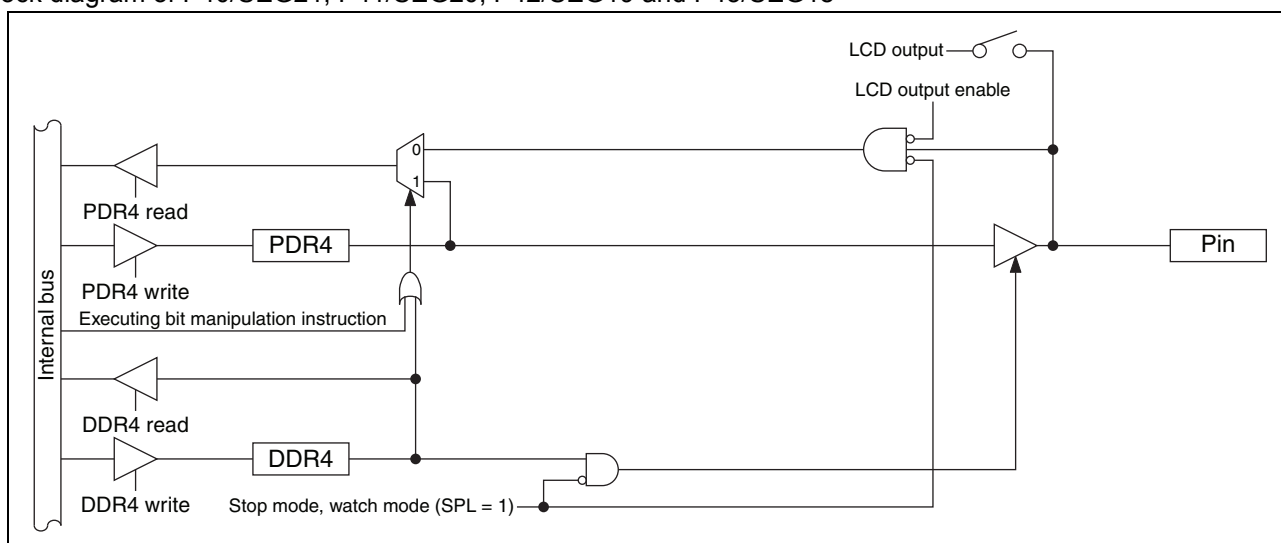 LCD output
LCD output enable
0
1
PDR4 read
PDR4
Pin
PDR4 write
Executing bit manipulation instruction
Internal bus
DDR4 read
DDR4
DDR4 write
Stop mode, watch mode (SPL = 1)